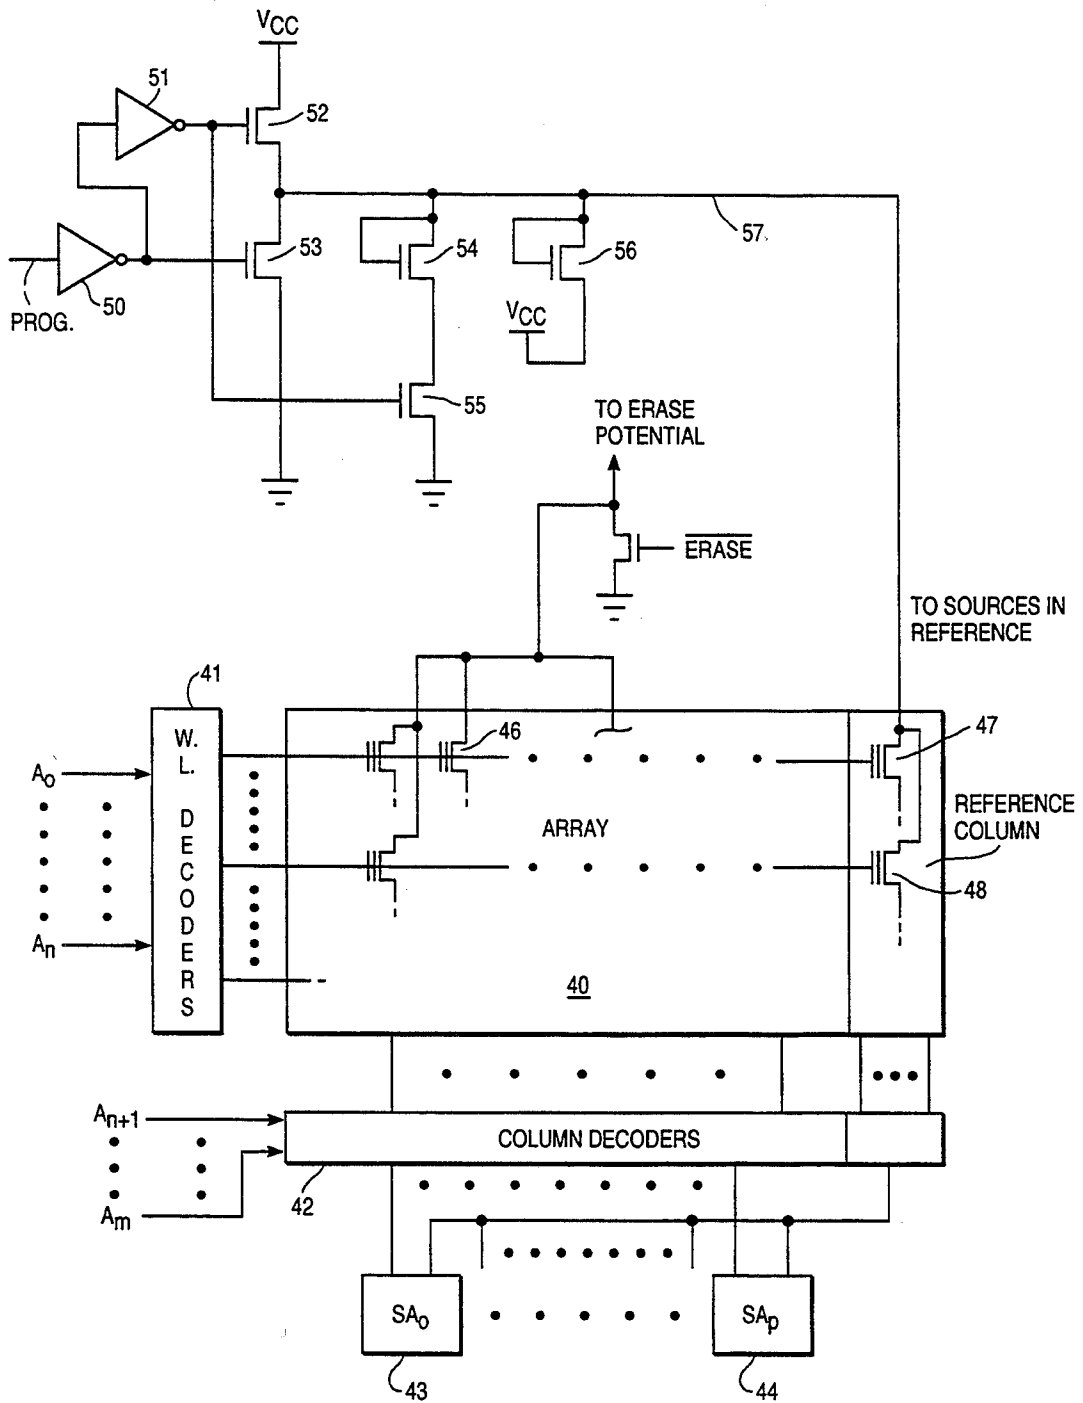 VCC
51
52
53
54
56
57
50
PROG.
VCC
55
TO ERASE
POTENTIAL
ERASE
TO SOURCES IN
REFERENCE
41
W.
L.
D
E
C
O
D
E
R
S
46
47
A0
ARRAY
REFERENCE
COLUMN
48
An
40
An+1
COLUMN DECODERS
Am
42
SA0
SAp
43
44